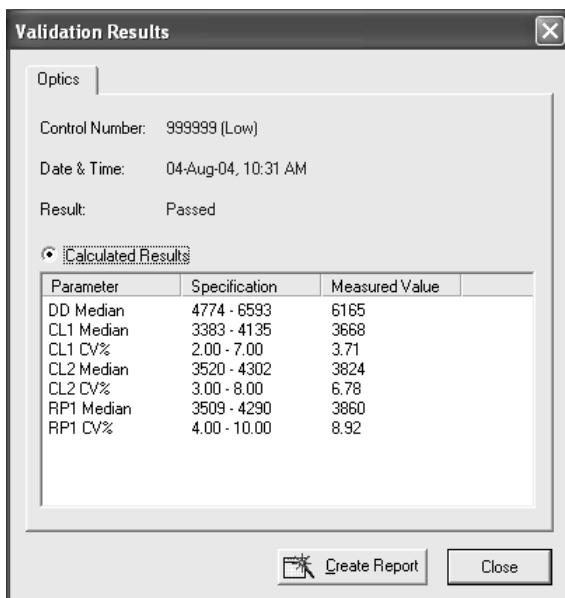 Validation Results
Optics
Control Number: 999999 (Low)
Date & Time: 04-Aug-04, 10:31 AM
Result: Passed
Calculated Results
Parameter Specification Measured Value
DD Median 4774 - 6593 6165
CL1 Median 3383 - 4135 3668
CL1 CV% 2.00 - 7.00 3.71
CL2 Median 3520 - 4302 3824
CL2 CV% 3.00 - 8.00 6.78
RP1 Median 3509 - 4290 3860
RP1 CV% 4.00 - 10.00 8.92
Create Report Close